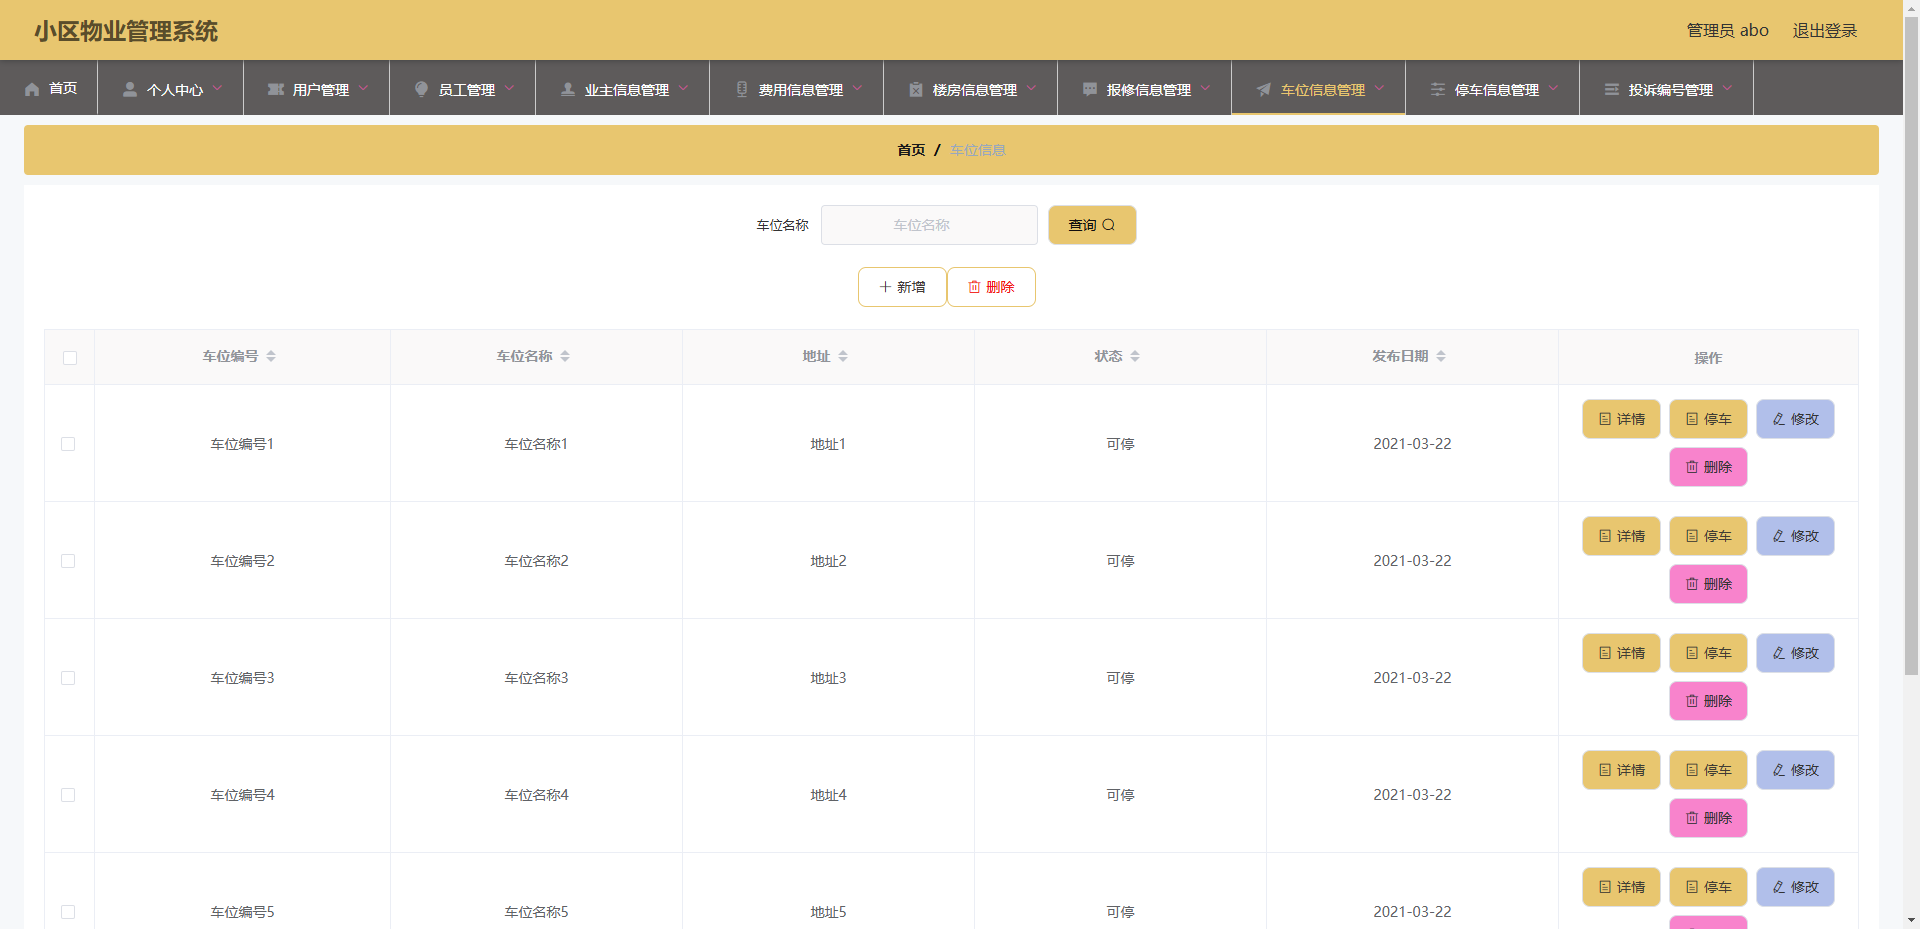 小区物业管理系统
管理员 abo 退出登录
首页 个人中心 用户管理 员工管理 业主信息管理 费用信息管理 楼房信息管理 报修信息管理 车位信息管理 停车信息管理 投诉编号管理
首页 / 车位信息
车位名称 车位名称 查询
新增 删除
车位编号 车位名称 地址 状态 发布日期 操作
车位编号1 车位名称1 地址1 可停 2021-03-22 详情 停车 修改
删除
车位编号2 车位名称2 地址2 可停 2021-03-22 详情 停车 修改
删除
车位编号3 车位名称3 地址3 可停 2021-03-22 详情 停车 修改
删除
车位编号4 车位名称4 地址4 可停 2021-03-22 详情 停车 修改
删除
车位编号5 车位名称5 地址5 可停 2021-03-22 详情 停车 修改